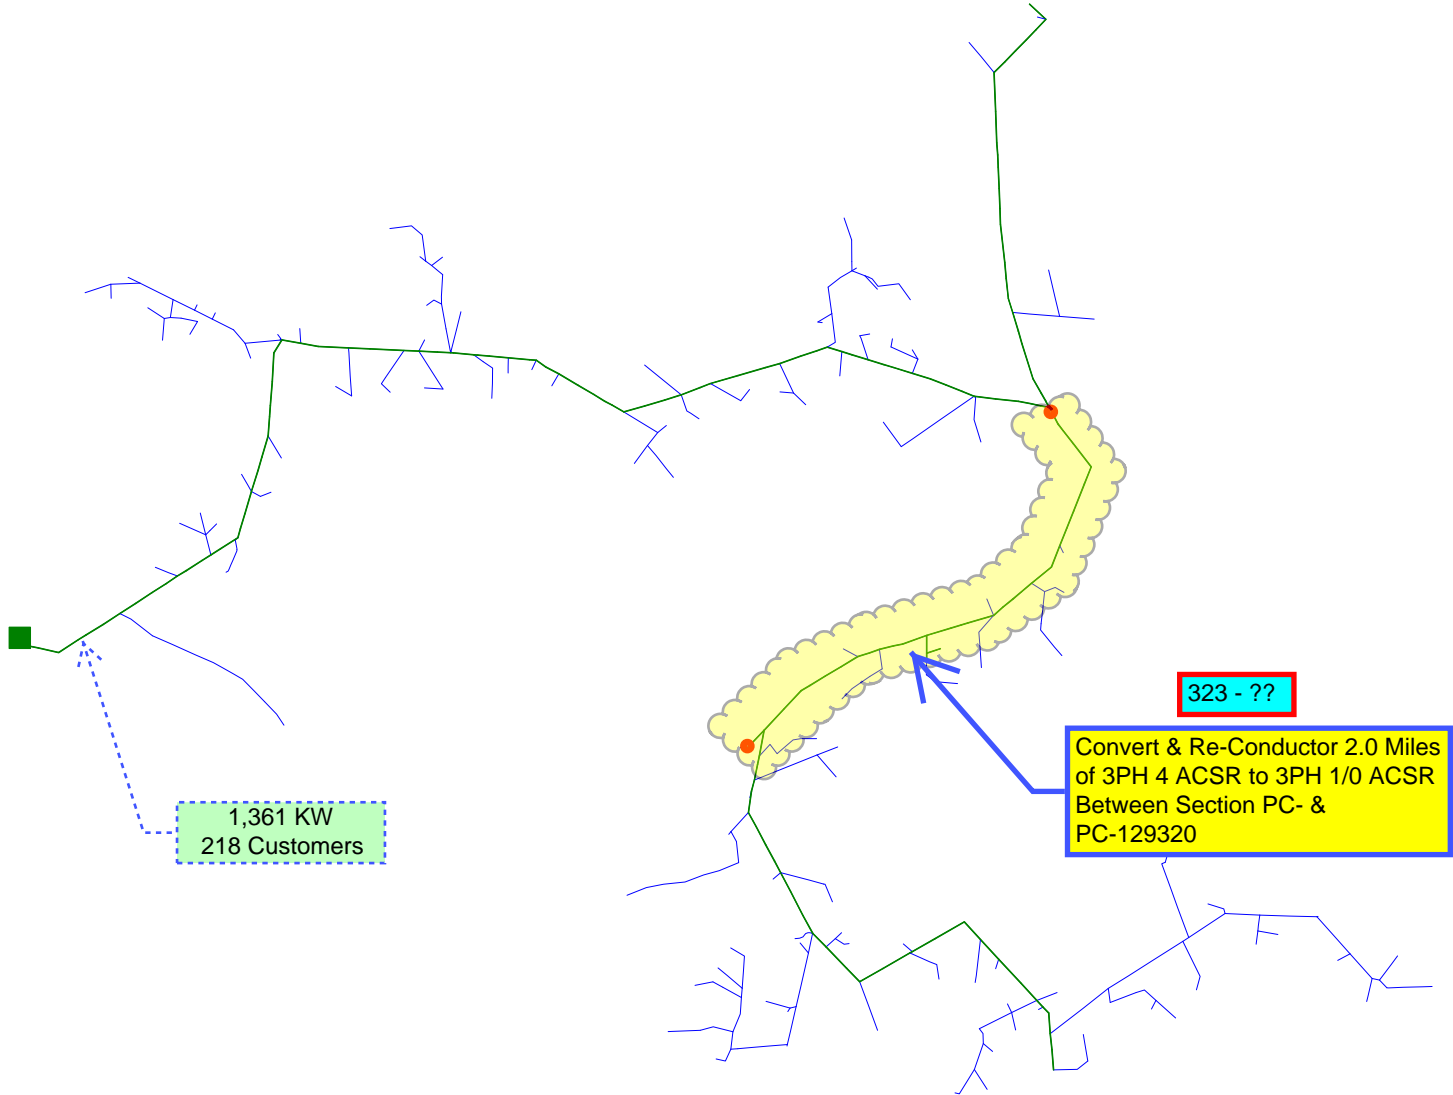 323 - ??
Convert & Re-Conductor 2.0 Miles
of 3PH 4 ACSR to 3PH 1/0 ACSR
Between Section PC- &
PC-129320
1,361 KW
218 Customers